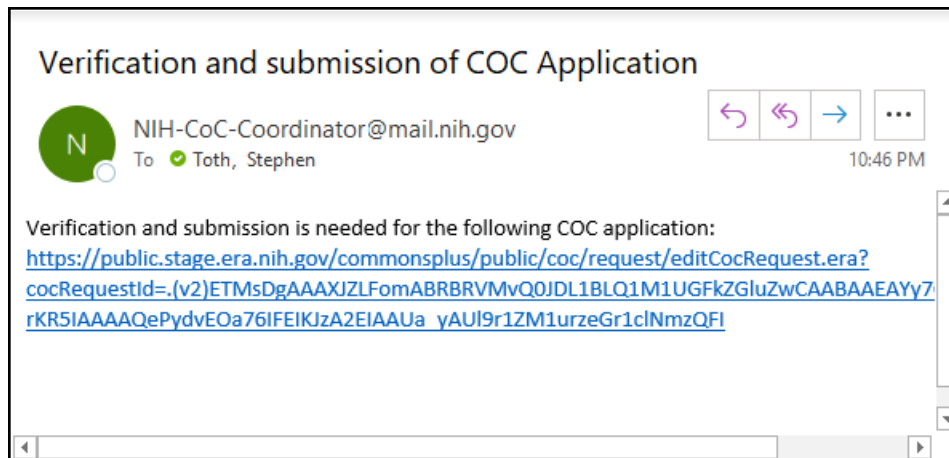 Verification and submission of COC Application
N
NIH-CoC-Coordinator@mail.nih.gov
To Toth, Stephen
10:46 PM
Verification and submission is needed for the following COC application:
https://public.stage.era.nih.gov/commonsplus/public/coc/request/editCocRequest.era?
cocRequestId=.(v2)ETMsDgAAAXJZLFomABRBRVMvQ0JDL1BLQ1M1UGFkZGluZwCAABAAEAYy7
rKR5IAAAAQePydvEOa76IFEIKJzA2EIAAUa_yAUl9r1ZM1urzeGr1clNmzQFI